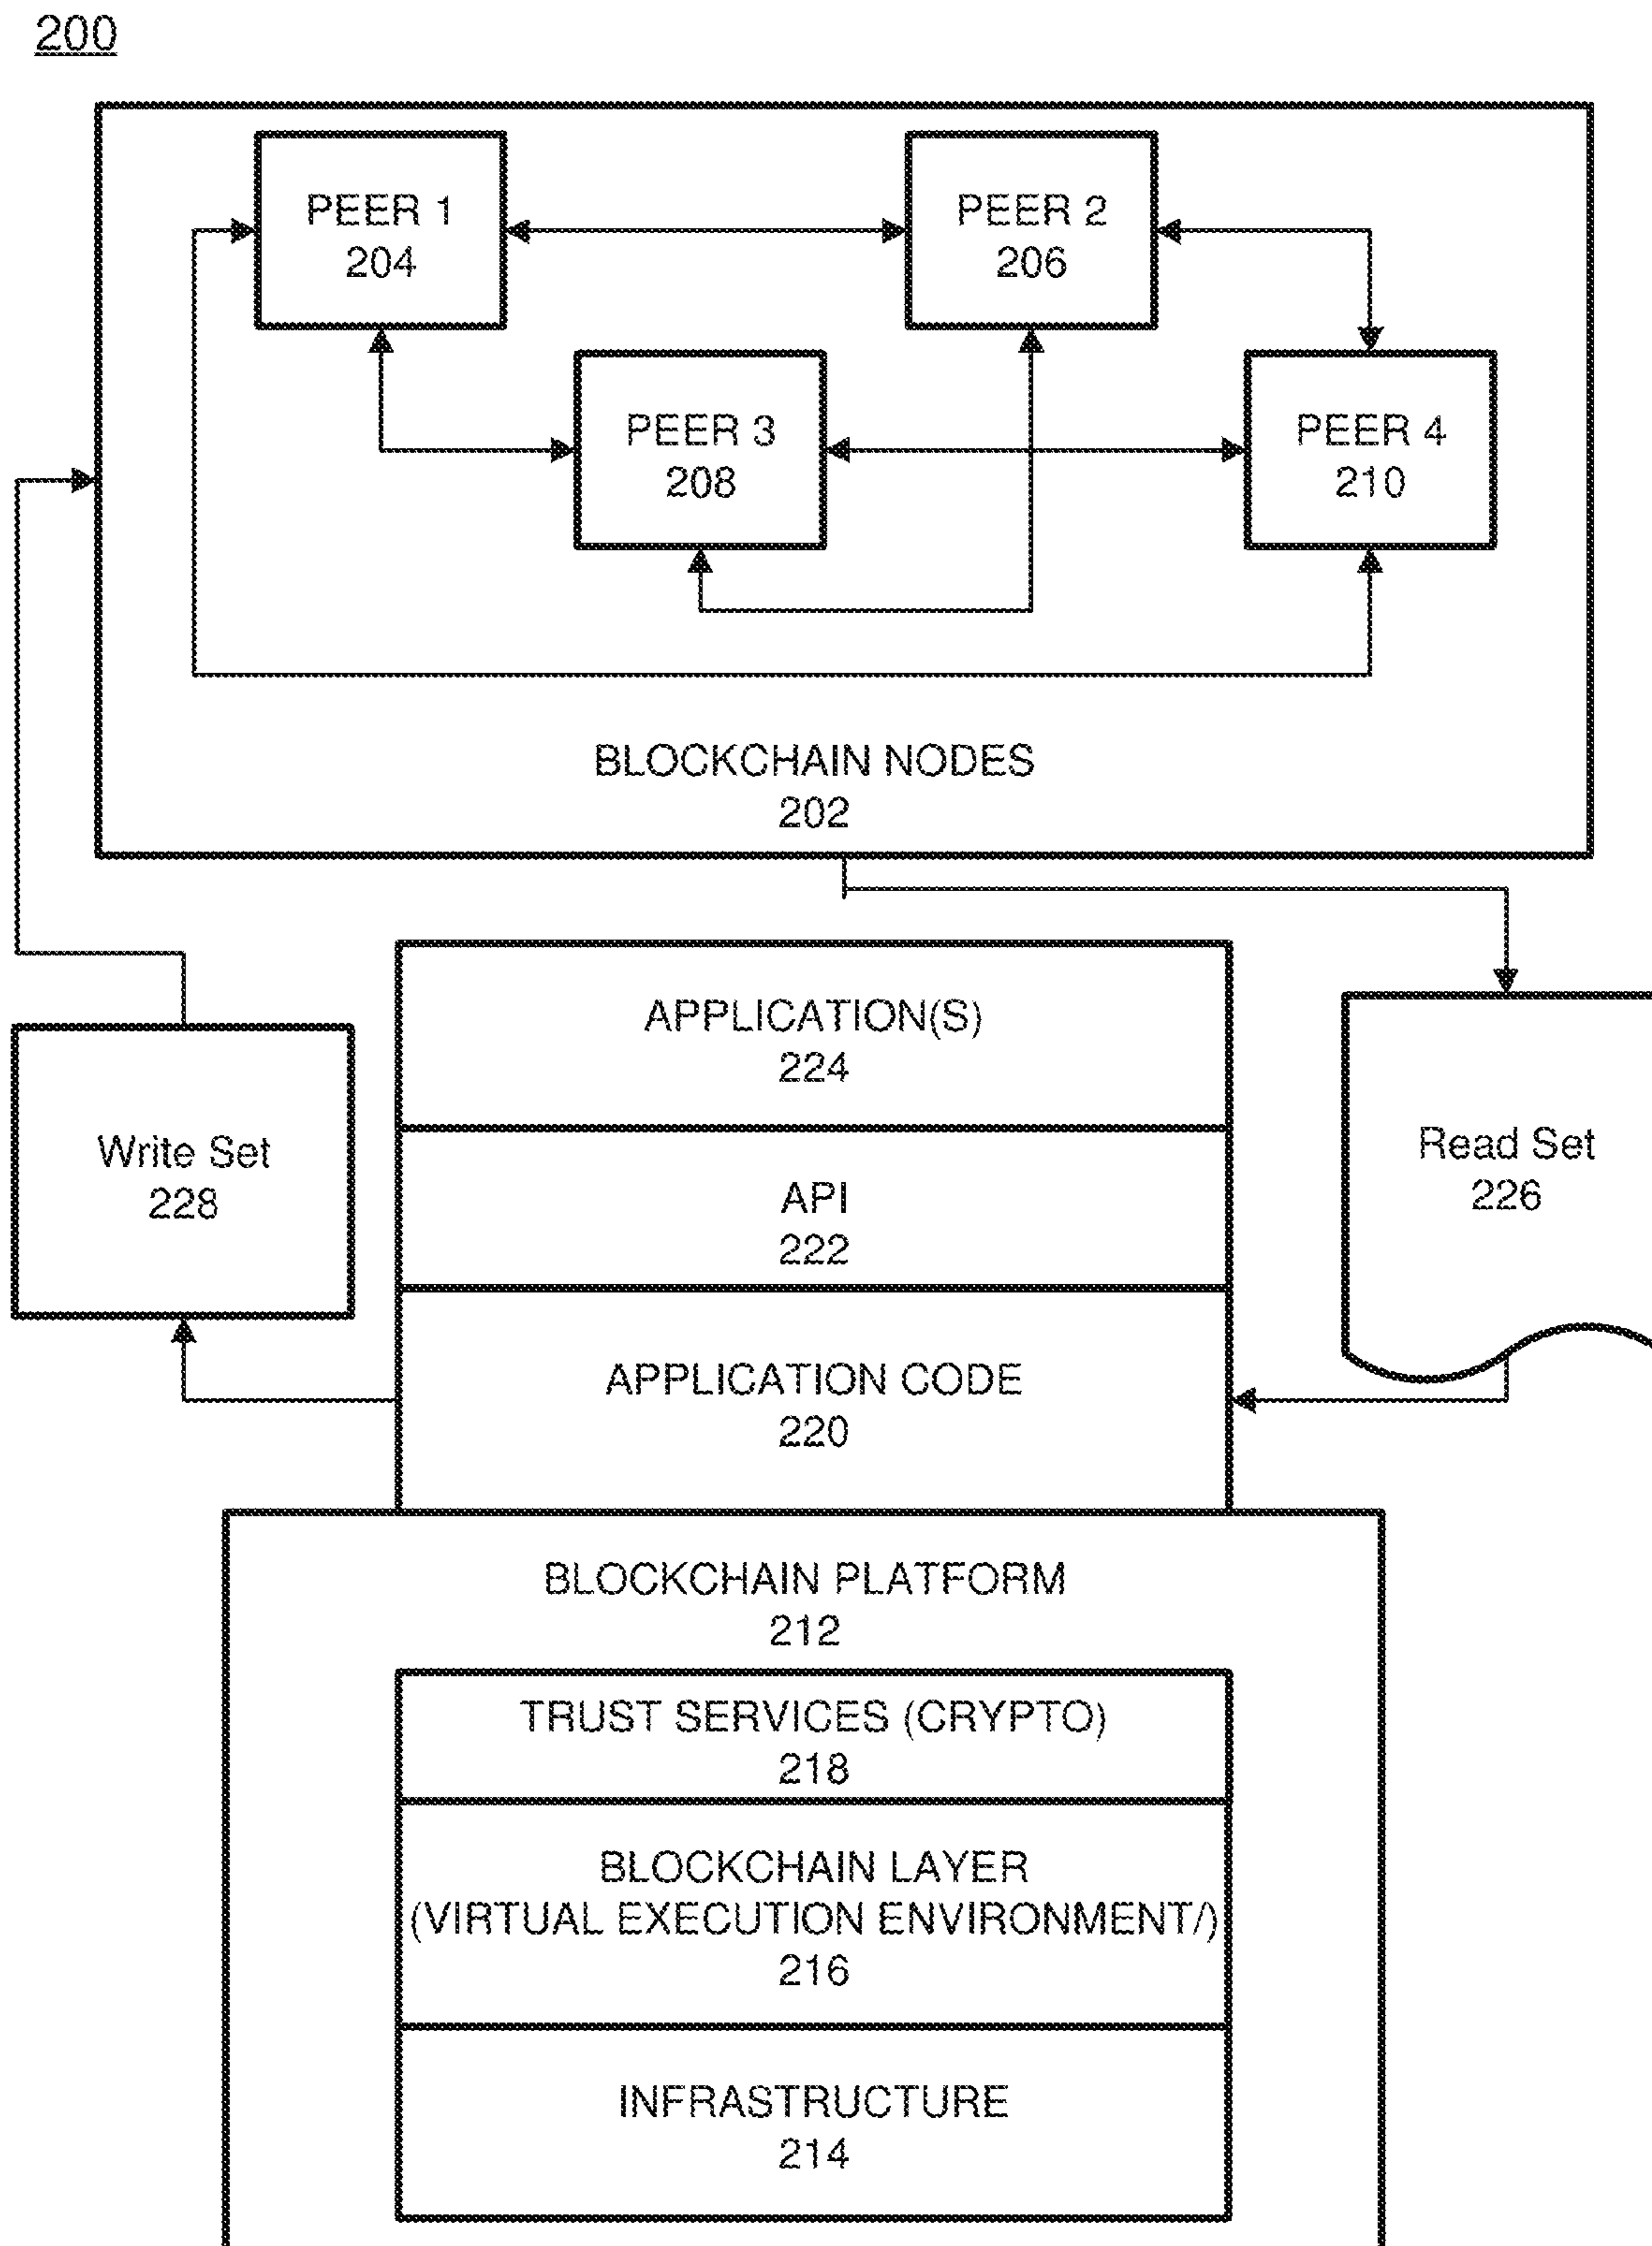 200
PEER 1
204
PEER 2
206
PEER 3
208
PEER 4
210
BLOCKCHAIN NODES
202
APPLICATION(S)
224
Write Set
228
API
222
Read Set
226
APPLICATION CODE
220
BLOCKCHAIN PLATFORM
212
TRUST SERVICES (CRYPTO)
218
BLOCKCHAIN LAYER
(VIRTUAL EXECUTION ENVIRONMENT/)
216
INFRASTRUCTURE
214